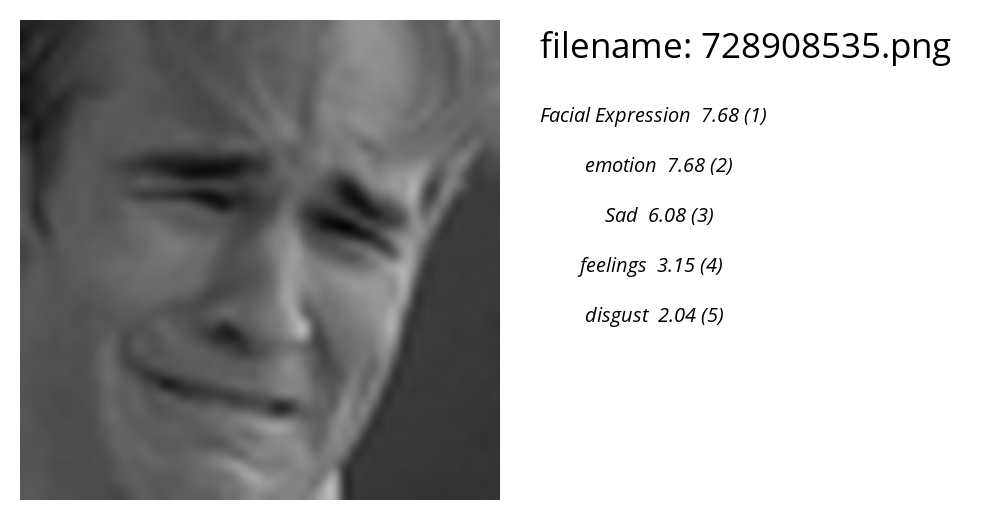 filename: 728908535.png
Facial Expression 7.68 (1)
emotion 7.68 (2)
Sad 6.08 (3)
feelings 3.15 (4)
disgust 2.04 (5)